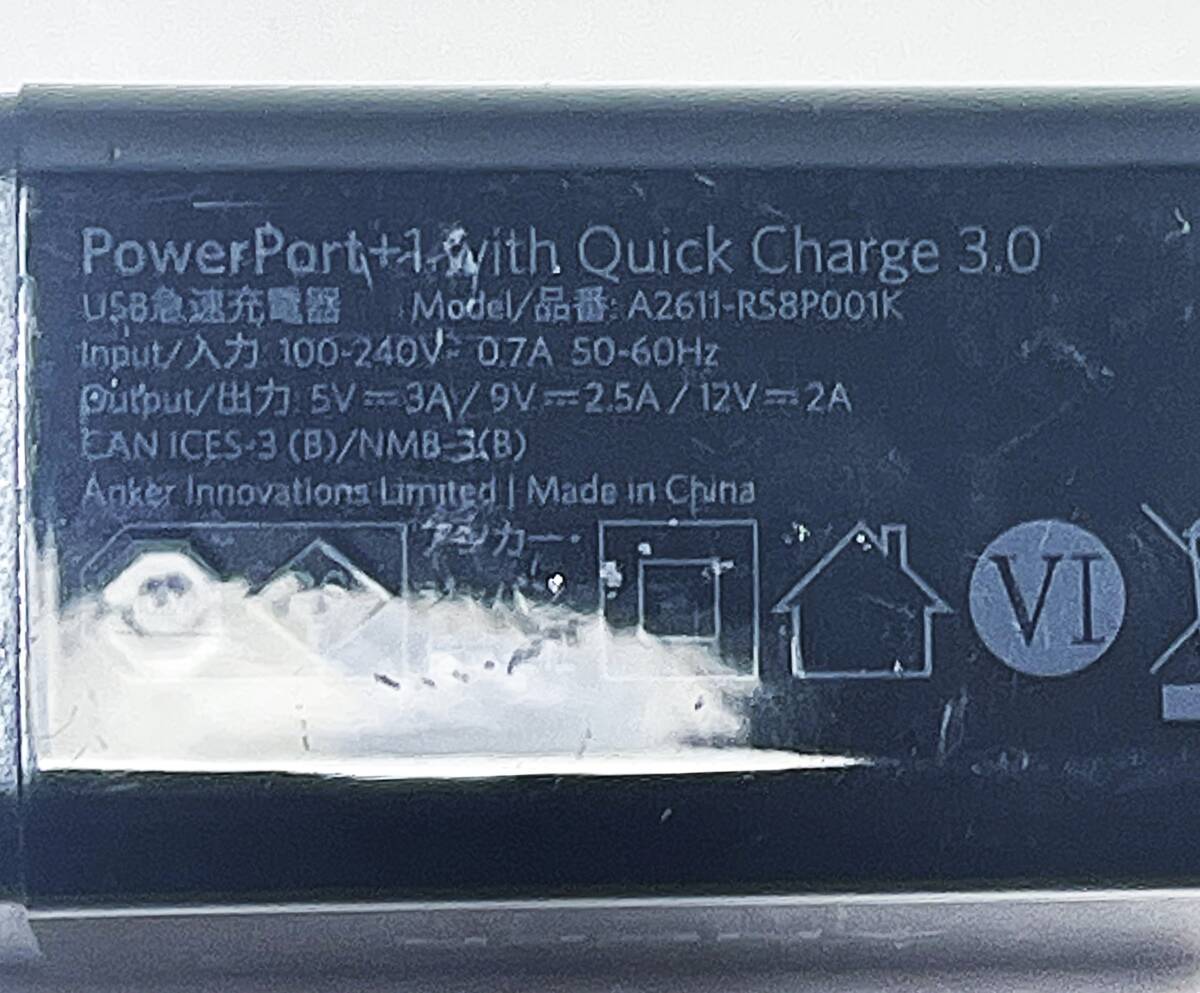 PowerPort+1 with Quick Charge 3.0
USB急速充電器 Model/品番: A2611-RS8P001K
Input/入力: 100-240V~ 0.7A 50-60Hz
Output/出力: 5V⎓3A/ 9V⎓2.5A / 12V⎓2A
CAN ICES-3 (B)/NMB-3(B)
Anker Innovations Limited | Made in China
アンカー・
VI